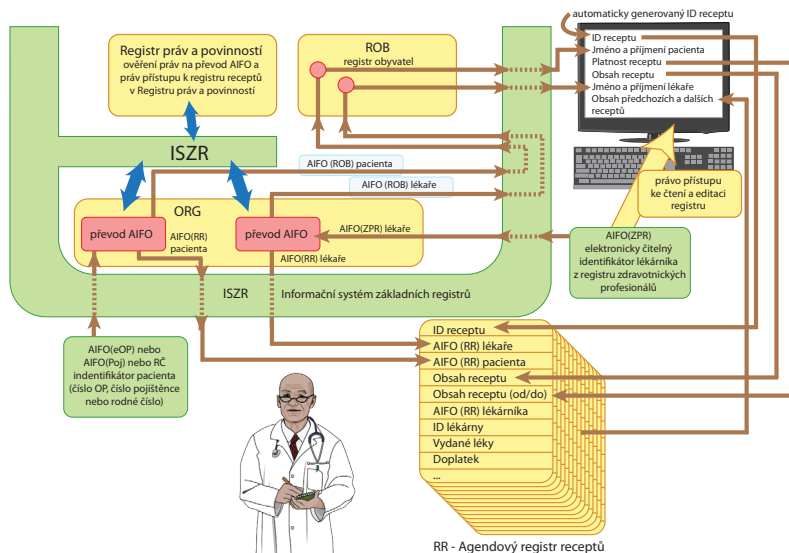 automaticky generovaný ID receptu
Registr práv a povinností
ověření práv na převod AIFO a
práv přístupu k registru receptů
v Registru práv a povinností
ROB
registr obyvatel
ID receptu
Jméno a příjmení pacienta
Platnost receptu
Obsah receptu
Jméno a příjmení lékaře
Obsah předchozích a dalších
receptů
ISZR
AIFO (ROB) pacienta
AIFO (ROB) lékaře
právo přístupu
ke čtení a editaci
registru
ORG
převod AIFO
AIFO(RR)
pacienta
převod AIFO
AIFO(ZPR) lékaře
AIFO(RR) lékaře
AIFO(ZPR)
elektronicky čitelný
identifikátor lékárníka
z registru zdravotnických
profesionálů
ISZR
Informační systém základních registrů
AIFO(eOP) nebo
AIFO(Poj) nebo RČ
indentifikátor pacienta
(číslo OP, číslo pojištěnce
nebo rodné číslo)
ID receptu
AIFO (RR) lékaře
AIFO (RR) pacienta
Obsah receptu
Obsah receptu (od/do)
AIFO (RR) lékárníka
ID lékárny
Vydané léky
Doplatek
...
RR - Agendový registr receptů